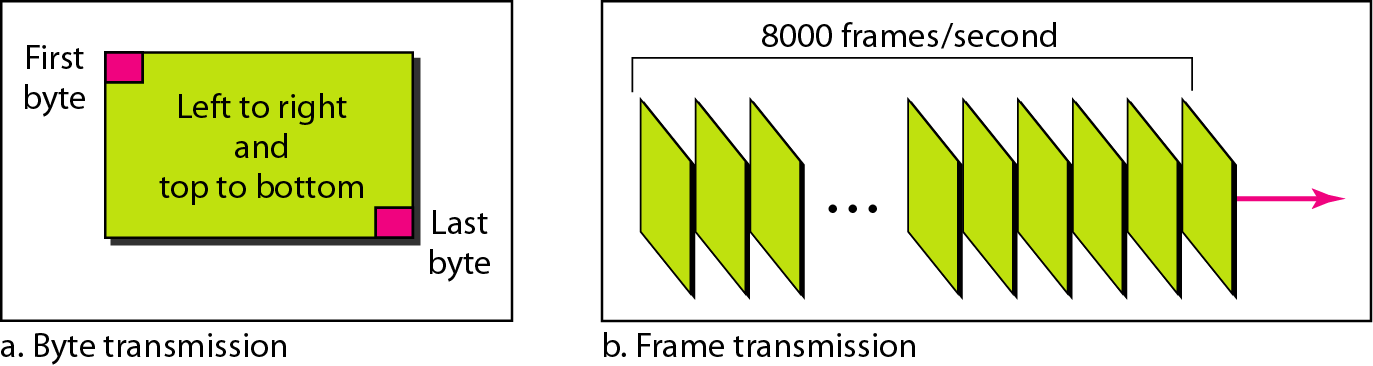 First
byte
Left to right
and
top to bottom
Last
byte
a. Byte transmission
8000 frames/second
...
b. Frame transmission